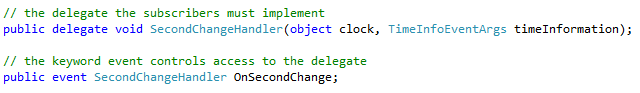 // the delegate the subscribers must implement
public delegate void SecondChangeHandler(object clock, TimeInfoEventArgs timeInformation);
// the keyword event controls access to the delegate
public event SecondChangeHandler OnSecondChange;